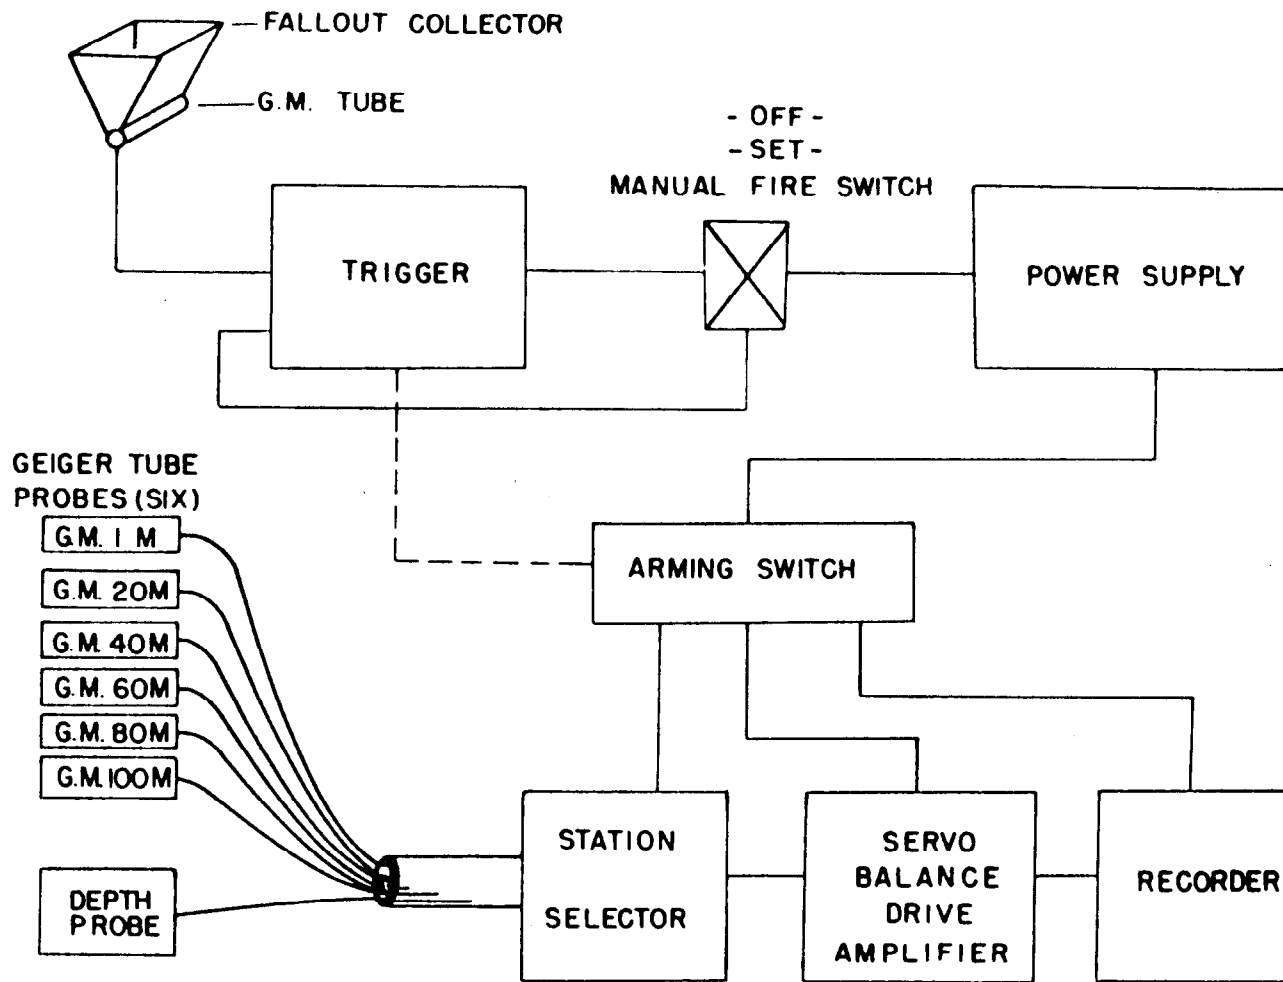 FALLOUT COLLECTOR
G.M. TUBE
- OFF -
- SET -
MANUAL FIRE SWITCH
TRIGGER
POWER SUPPLY
GEIGER TUBE
PROBES (SIX)
G.M. 1 M
G.M. 20M
G.M. 40M
G.M. 60M
G.M. 80M
G.M. 100M
ARMING SWITCH
DEPTH
PROBE
STATION
SELECTOR
SERVO
BALANCE
DRIVE
AMPLIFIER
RECORDER